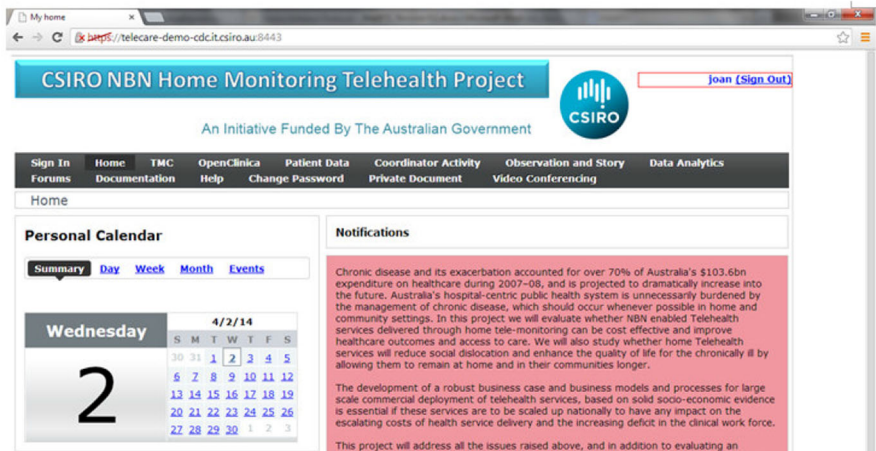 My home
https://telecare-demo-cdc.it.csiro.au:8443
CSIRO NBN Home Monitoring Telehealth Project
CSIRO
joan (Sign Out)
An Initiative Funded By The Australian Government
Sign In Home TMC OpenClinica Patient Data Coordinator Activity Observation and Story Data Analytics
Forums Documentation Help Change Password Private Document Video Conferencing
Home
Personal Calendar
Summary Day Week Month Events
Wednesday
2
4/2/14
S M T W T F S
30 31 1 2 3 4 5
6 7 8 9 10 11 12
13 14 15 16 17 18 19
20 21 22 23 24 25 26
27 28 29 30 1 2 3
Notifications
Chronic disease and its exacerbation accounted for over 70% of Australia's $103.6bn
expenditure on healthcare during 2007–08, and is projected to dramatically increase into
the future. Australia's hospital-centric public health system is unnecessarily burdened by
the management of chronic disease, which should occur whenever possible in home and
community settings. In this project we will evaluate whether NBN enabled Telehealth
services delivered through home tele-monitoring can be cost effective and improve
healthcare outcomes and access to care. We will also study whether home Telehealth
services will reduce social dislocation and enhance the quality of life for the chronically ill by
allowing them to remain at home and in their communities longer.
The development of a robust business case and business models and processes for large
scale commercial deployment of telehealth services, based on solid socio-economic evidence
is essential if these services are to be scaled up nationally to have any impact on the
escalating costs of health service delivery and the increasing deficit in the clinical work force.
This project will address all the issues raised above, and in addition to evaluating an